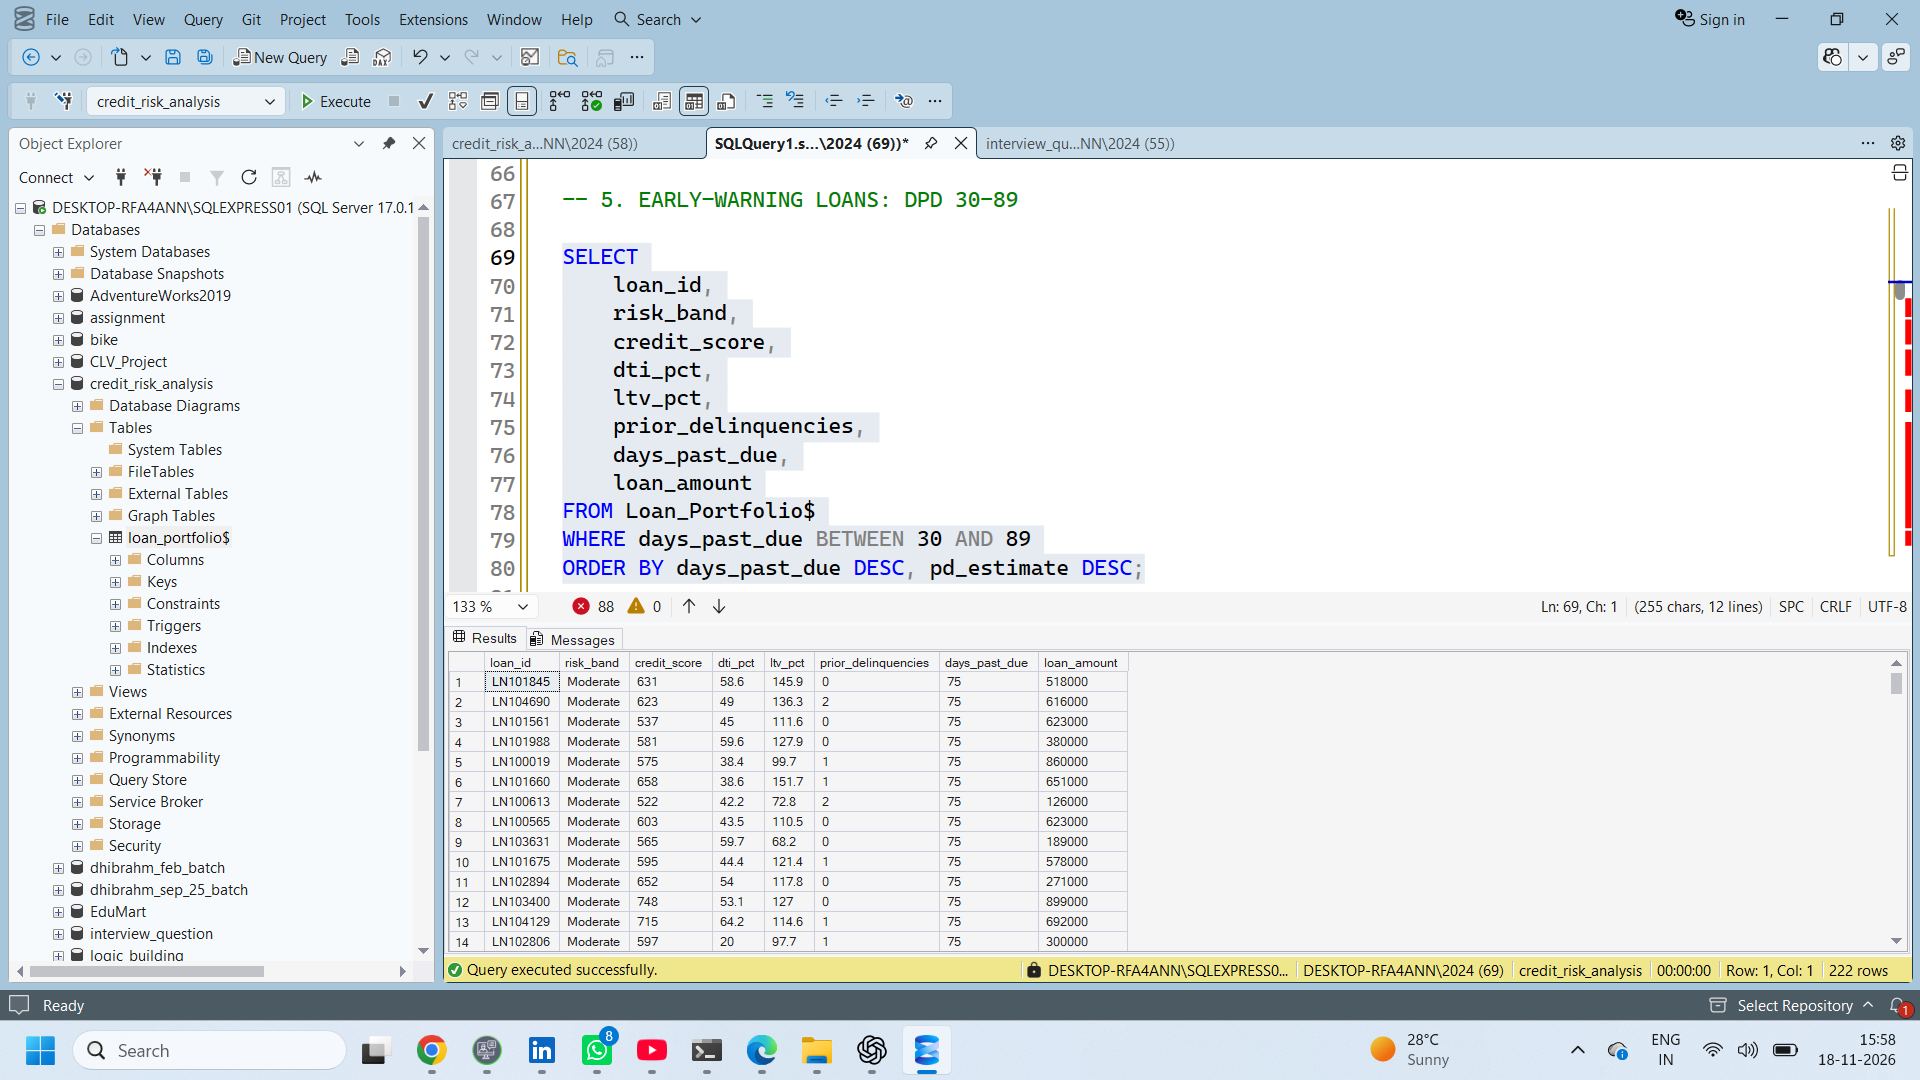 File Edit View Query Git Project Tools Extensions Window Help Search Sign in
New Query
credit_risk_analysis Execute
Object Explorer
Connect
DESKTOP-RFA4ANN\SQLEXPRESS01 (SQL Server 17.0.1
Databases
System Databases
Database Snapshots
AdventureWorks2019
assignment
bike
CLV_Project
credit_risk_analysis
Database Diagrams
Tables
System Tables
FileTables
External Tables
Graph Tables
loan_portfolio$
Columns
Keys
Constraints
Triggers
Indexes
Statistics
Views
External Resources
Synonyms
Programmability
Query Store
Service Broker
Storage
Security
dhibrahm_feb_batch
dhibrahm_sep_25_batch
EduMart
interview_question
logic_building
credit_risk_a...NN\2024 (58)) SQLQuery1.s...\2024 (69))* interview_qu...NN\2024 (55))
66
67 -- 5. EARLY-WARNING LOANS: DPD 30-89
68
69 SELECT
70 loan_id,
71 risk_band,
72 credit_score,
73 dti_pct,
74 ltv_pct,
75 prior_delinquencies,
76 days_past_due,
77 loan_amount
78 FROM Loan_Portfolio$
79 WHERE days_past_due BETWEEN 30 AND 89
80 ORDER BY days_past_due DESC, pd_estimate DESC;
133 % 88 0 Ln: 69, Ch: 1 (255 chars, 12 lines) SPC CRLF UTF-8
Results Messages
loan_id risk_band credit_score dti_pct ltv_pct prior_delinquencies days_past_due loan_amount
1 LN101845 Moderate 631 58.6 145.9 0 75 518000
2 LN104690 Moderate 623 49 136.3 2 75 616000
3 LN101561 Moderate 537 45 111.6 0 75 623000
4 LN101988 Moderate 581 59.6 127.9 0 75 380000
5 LN100019 Moderate 575 38.4 99.7 1 75 860000
6 LN101660 Moderate 658 38.6 151.7 1 75 651000
7 LN100613 Moderate 522 42.2 72.8 2 75 126000
8 LN100565 Moderate 603 43.5 110.5 0 75 623000
9 LN103631 Moderate 565 59.7 68.2 0 75 189000
10 LN101675 Moderate 595 44.4 121.4 1 75 578000
11 LN102894 Moderate 652 54 117.8 0 75 271000
12 LN103400 Moderate 748 53.1 127 0 75 899000
13 LN104129 Moderate 715 64.2 114.6 1 75 692000
14 LN102806 Moderate 597 20 97.7 1 75 300000
Query executed successfully. DESKTOP-RFA4ANN\SQLEXPRESS0... DESKTOP-RFA4ANN\2024 (69) credit_risk_analysis 00:00:00 Row: 1, Col: 1 222 rows
Ready Select Repository 1
Search 8 28°C ENG 15:58
Sunny IN 18-11-2026